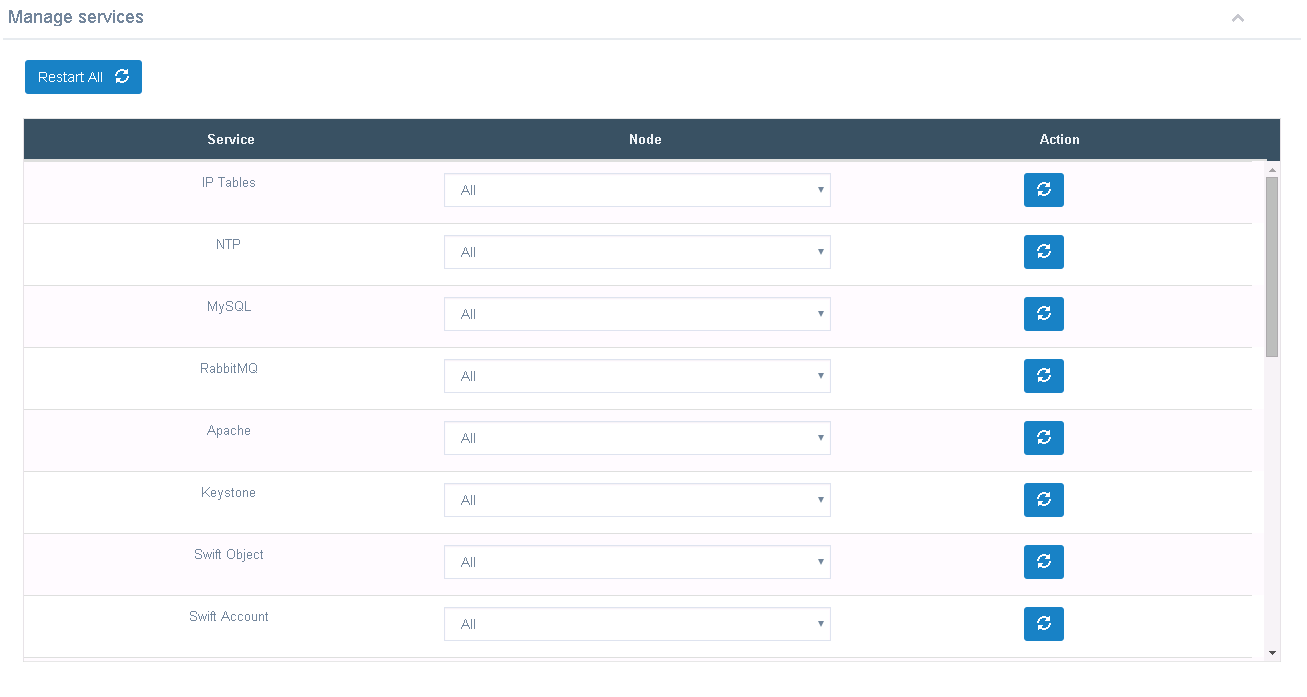 Manage services
Restart All
Service Node Action
IP Tables All
NTP All
MySQL All
RabbitMQ All
Apache All
Keystone All
Swift Object All
Swift Account All